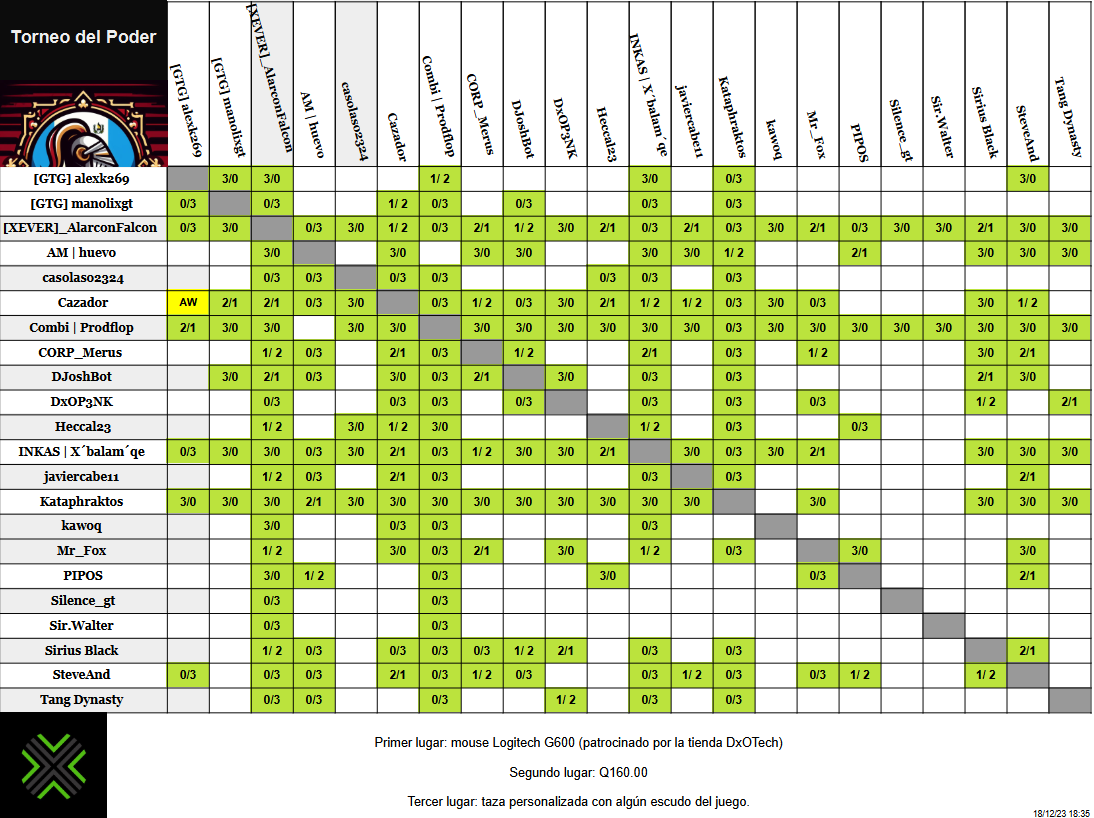 Torneo del Poder
[GTG] alexk269 [GTG] manolixgt [XEVER]_AlarconFalcon AM | huevo casolaso2324 Cazador Combi | Prodflop CORP_Merus DJoshBot DxOP3NK Heccal23 INKAS | X´balam´qe javiercabe11 Kataphraktos kawoq Mr_Fox PIPOS Silence_gt Sir.Walter Sirius Black SteveAnd Tang Dynasty
[GTG] alexk269 3/0 3/0 1/ 2 3/0 0/3 3/0
[GTG] manolixgt 0/3 0/3 1/ 2 0/3 0/3 0/3
[XEVER]_AlarconFalcon 0/3 3/0 0/3 3/0 1/ 2 0/3 2/1 1/ 2 3/0 2/1 0/3 2/1 0/3 3/0 2/1 0/3 3/0 3/0 2/1 3/0 3/0
AM | huevo 3/0 3/0 3/0 3/0 3/0 3/0 1/ 2 2/1 3/0 3/0 3/0
casolaso2324 0/3 0/3 0/3 0/3 0/3 0/3 0/3
Cazador AW 2/1 2/1 0/3 3/0 0/3 1/ 2 0/3 3/0 2/1 1/ 2 1/ 2 0/3 3/0 0/3 3/0 1/ 2
Combi | Prodflop 2/1 3/0 3/0 3/0 3/0 3/0 3/0 3/0 3/0 3/0 3/0 0/3 3/0 3/0 3/0 3/0 3/0 3/0 3/0 3/0
CORP_Merus 1/ 2 0/3 2/1 0/3 1/ 2 2/1 0/3 1/ 2 3/0 2/1
DJoshBot 3/0 2/1 0/3 3/0 0/3 2/1 3/0 0/3 0/3 2/1 3/0
DxOP3NK 0/3 0/3 0/3 0/3 0/3 0/3 0/3 1/ 2 2/1
Heccal23 1/ 2 3/0 1/ 2 3/0 1/ 2 0/3 0/3
INKAS | X´balam´qe 0/3 3/0 3/0 0/3 3/0 2/1 0/3 1/ 2 3/0 3/0 2/1 3/0 0/3 3/0 2/1 3/0 3/0 3/0
javiercabe11 1/ 2 0/3 2/1 0/3 0/3 0/3 2/1
Kataphraktos 3/0 3/0 3/0 2/1 3/0 3/0 3/0 3/0 3/0 3/0 3/0 3/0 3/0 3/0 3/0 3/0 3/0
kawoq 3/0 0/3 0/3 0/3
Mr_Fox 1/ 2 3/0 0/3 2/1 3/0 1/ 2 0/3 3/0 3/0
PIPOS 3/0 1/ 2 0/3 3/0 0/3 2/1
Silence_gt 0/3 0/3
Sir.Walter 0/3 0/3
Sirius Black 1/ 2 0/3 0/3 0/3 0/3 1/ 2 2/1 0/3 0/3 2/1
SteveAnd 0/3 0/3 0/3 2/1 0/3 1/ 2 0/3 0/3 1/ 2 0/3 0/3 1/ 2 1/ 2
Tang Dynasty 0/3 0/3 0/3 1/ 2 0/3 0/3
Primer lugar: mouse Logitech G600 (patrocinado por la tienda DxOTech)
Segundo lugar: Q160.00
Tercer lugar: taza personalizada con algún escudo del juego.
18/12/23 18:35